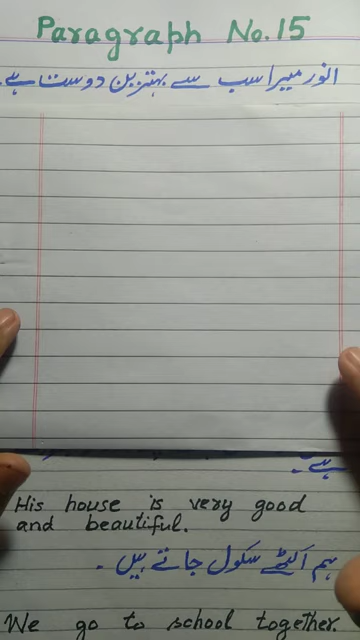 Paragraph No.15
انور میرا سب سے بہترین دوست ہے۔
ہے۔
His house is very good
and beautiful.
ہم اکٹھے سکول جاتے ہیں۔
We go to school together.